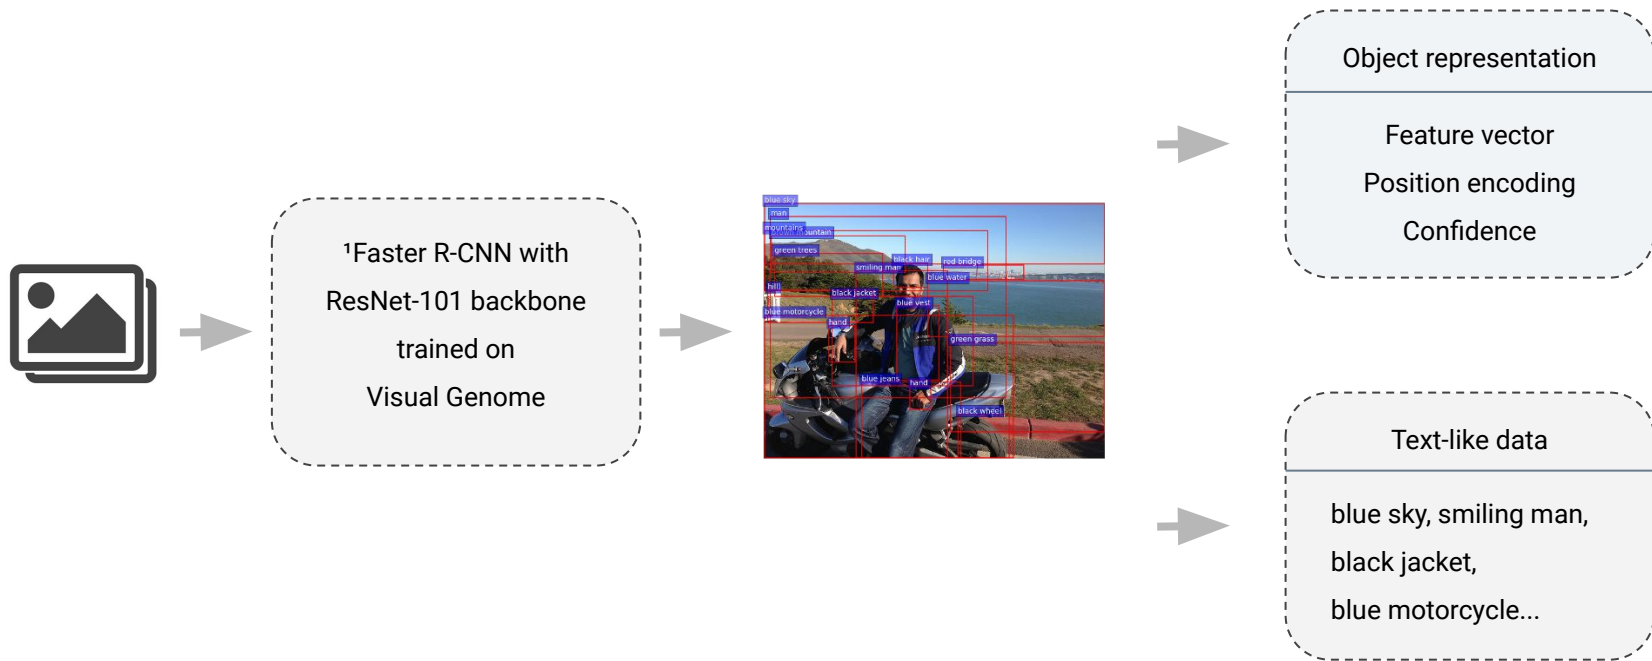 ¹Faster R-CNN with
ResNet-101 backbone
trained on
Visual Genome
blue sky
man
mountains
mountain
green trees
black hair
red bridge
smiling man
blue water
hill
black jacket
blue vest
blue motorcycle
hand
green grass
blue jeans
hand
black wheel
Object representation
Feature vector
Position encoding
Confidence
Text-like data
blue sky, smiling man,
black jacket,
blue motorcycle...